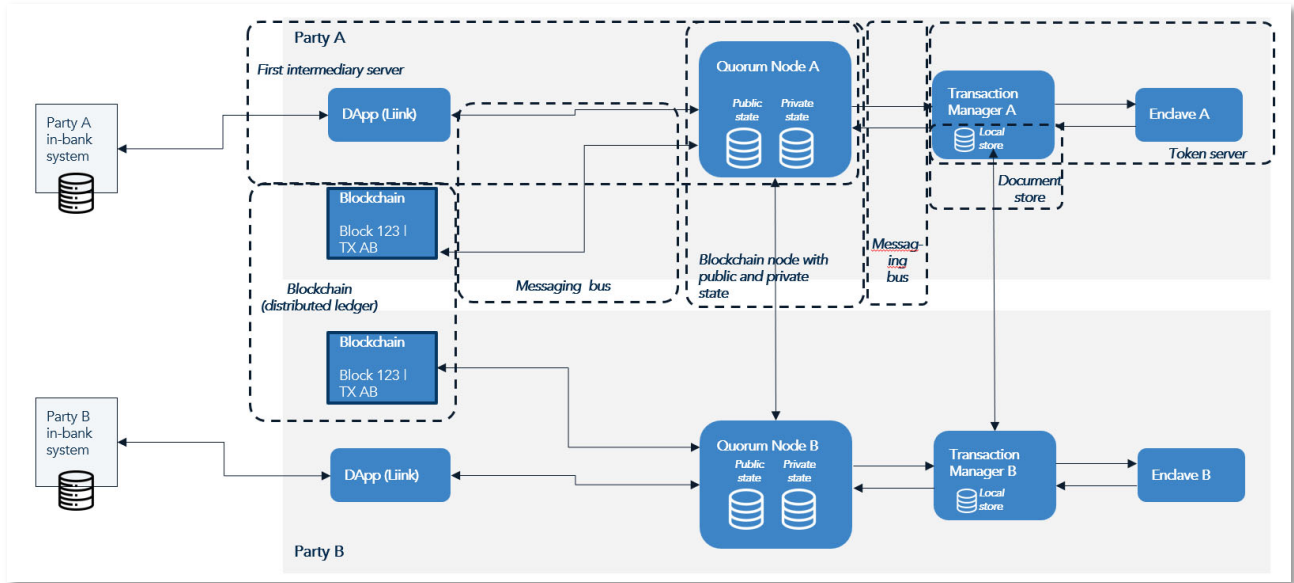 Party A
First intermediary server
Party A
in-bank
system
DApp (Liink)
Quorum Node A
Public
state
Private
state
Transaction
Manager A
Local
store
Enclave A
Token server
Document
store
Blockchain
Block 123 |
TX AB
Blockchain
(distributed ledger)
Messaging bus
Blockchain node with
public and private
state
Messag-
ing
bus
Blockchain
Block 123 |
TX AB
Party B
in-bank
system
DApp (Liink)
Quorum Node B
Public
state
Private
state
Transaction
Manager B
Local
store
Enclave B
Party B